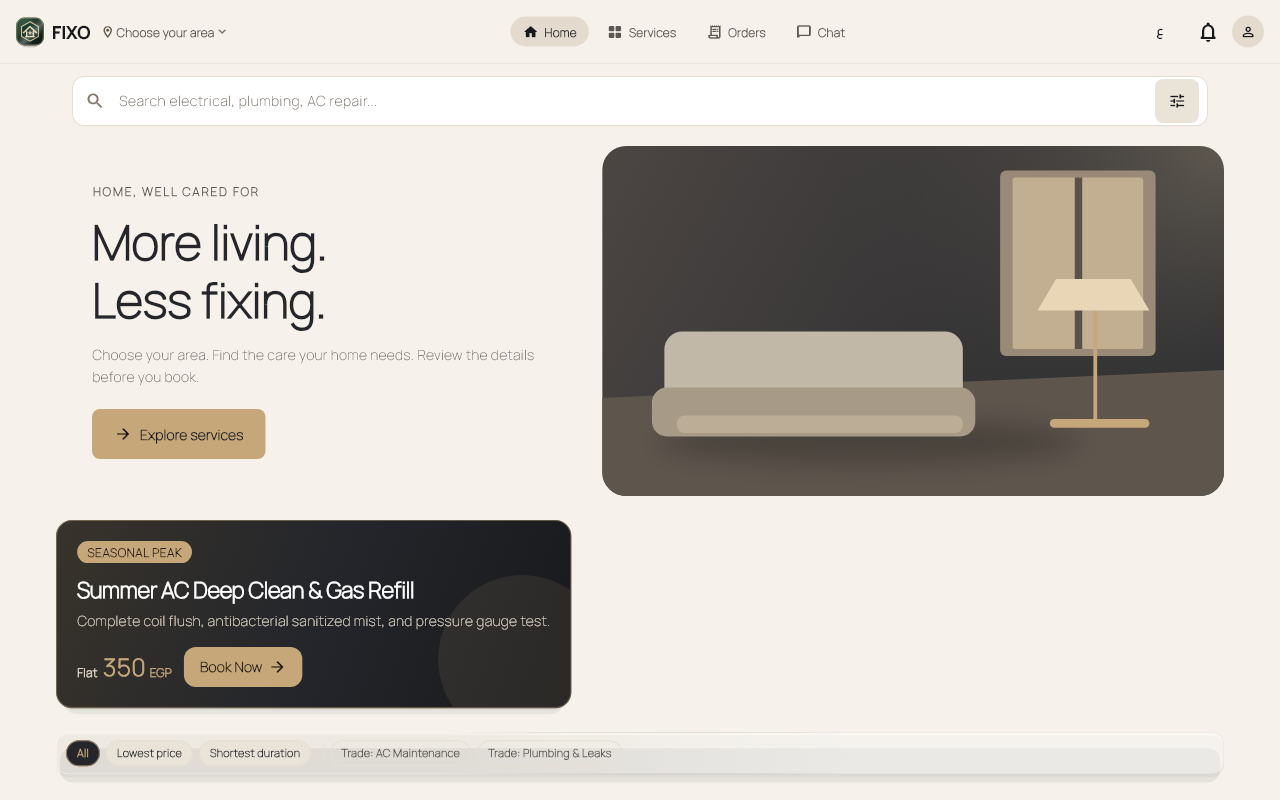 FIXO
Choose your area
Home
Services
Orders
Chat
ع
Search electrical, plumbing, AC repair...
HOME, WELL CARED FOR
More living.
Less fixing.
Choose your area. Find the care your home needs. Review the details
before you book.
Explore services
SEASONAL PEAK
Summer AC Deep Clean & Gas Refill
Complete coil flush, antibacterial sanitized mist, and pressure gauge test.
Flat 350 EGP
Book Now
All
Lowest price
Shortest duration
Trade: AC Maintenance
Trade: Plumbing & Leaks